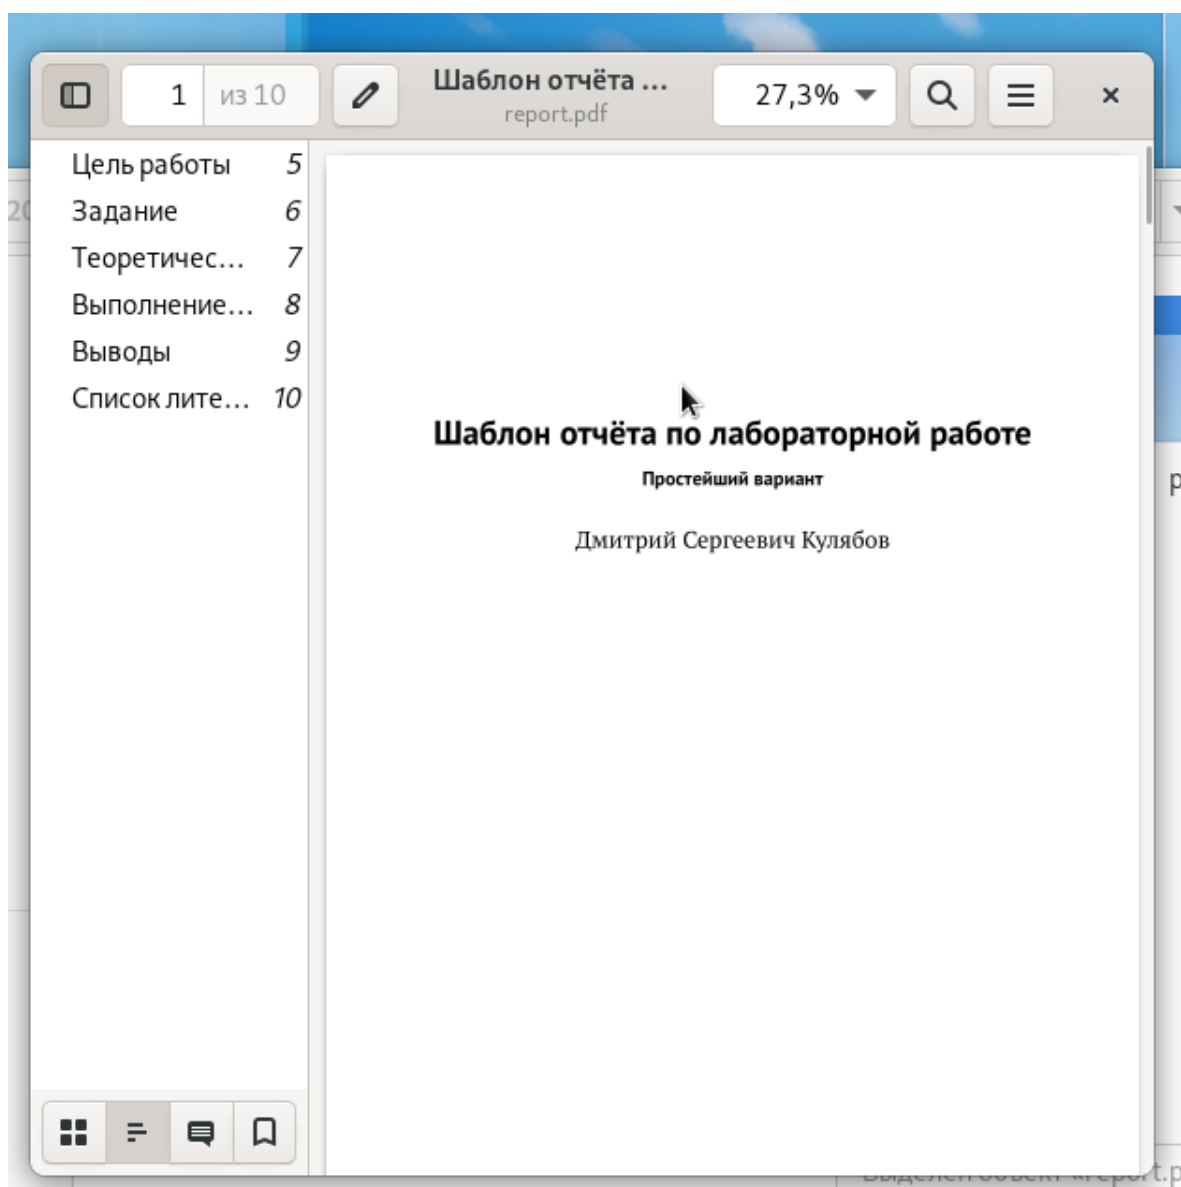 1 из 10
Шаблон отчёта ...
report.pdf
27,3%
Цель работы 5
Задание 6
Теоретичес... 7
Выполнение... 8
Выводы 9
Список лите... 10
Шаблон отчёта по лабораторной работе
Простейший вариант
Дмитрий Сергеевич Кулябов